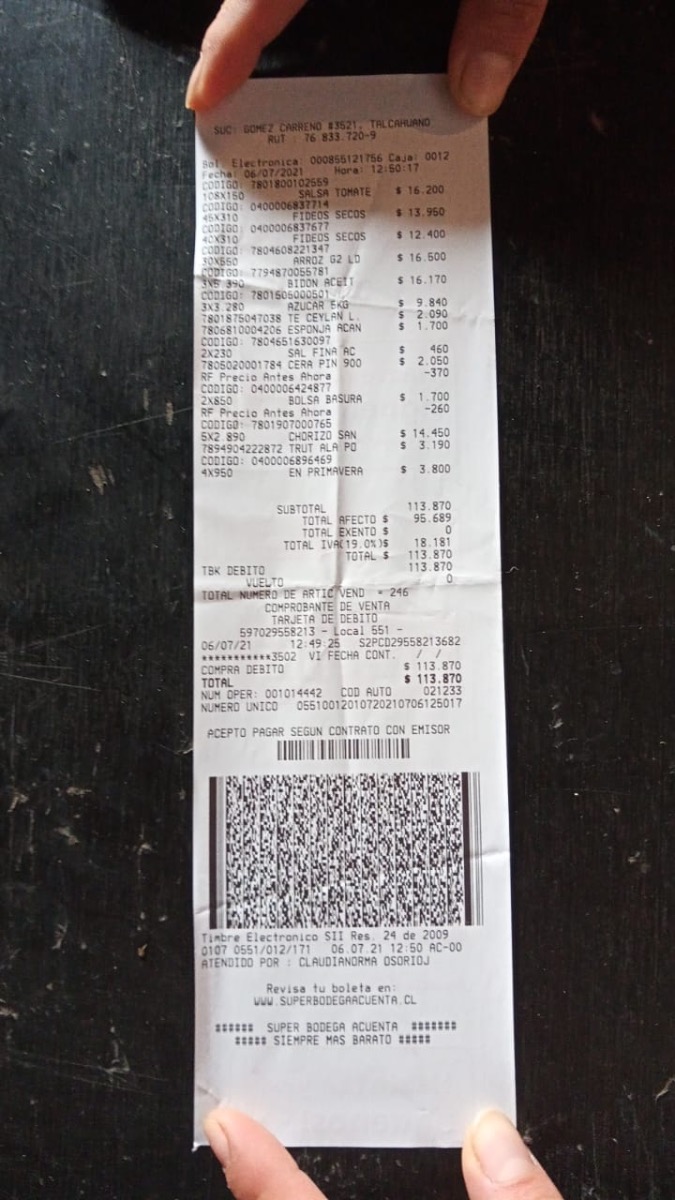 SUC: GOMEZ CARRENO #3521, TALCAHUANO
RUT : 76.833.720-9
Bol. Electronica: 000855121756 Caja: 0012
Fecha: 06/07/2021 Hora: 12:50:17
CODIGO: 7801800102559
108X150 SALSA TOMATE $ 16.200
CODIGO: 0400006837714
45X310 FIDEOS SECOS $ 13.950
CODIGO: 0400006837677
40X310 FIDEOS SECOS $ 12.400
CODIGO: 7804608221347
30X550 ARROZ G2 LD $ 16.500
CODIGO: 7794870055781
3X5.390 BIDON ACEIT $ 16.170
CODIGO: 7801505000501
3X3.280 AZUCAR 5KG $ 9.840
7801875047038 TE CEYLAN L. $ 2.090
7806810004206 ESPONJA ACAN $ 1.700
CODIGO: 7804651630097
2X230 SAL FINA AC $ 460
7805020001784 CERA PIN 900 $ 2.050
RF Precio Antes Ahora -370
CODIGO: 0400006424877
2X850 BOLSA BASURA $ 1.700
RF Precio Antes Ahora -260
CODIGO: 7801907000765
5X2.890 CHORIZO SAN $ 14.450
7894904222872 TRUT ALA PO $ 3.190
CODIGO: 0400006896469
4X950 EN PRIMAVERA $ 3.800
SUBTOTAL 113.870
TOTAL AFECTO $ 95.689
TOTAL EXENTO $ 0
TOTAL IVA(19.0%)$ 18.181
TOTAL $ 113.870
TBK DEBITO 113.870
VUELTO 0
TOTAL NUMERO DE ARTIC VEND = 246
COMPROBANTE DE VENTA
TARJETA DE DEBITO
597029558213 - Local 551 -
06/07/21 12:49:25 S2PCD29558213682
***********3502 VI FECHA CONT. / /
COMPRA DEBITO $ 113.870
TOTAL $ 113.870
NUM OPER: 001014442 COD AUTO 021233
NUMERO UNICO 05510012010720210706125017
ACEPTO PAGAR SEGUN CONTRATO CON EMISOR
Timbre Electronico SII Res. 24 de 2009
0107 0551/012/171 06.07.21 12:50 AC-00
ATENDIDO POR : CLAUDIANORMA OSORIOJ
Revisa tu boleta en:
WWW.SUPERBODEGAACUENTA.CL
###### SUPER BODEGA ACUENTA #######
##### SIEMPRE MAS BARATO #####